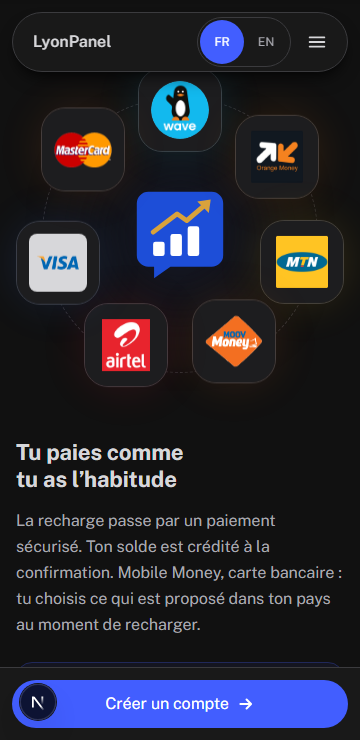 LyonPanel
FR
EN
wave
MasterCard
Orange Money
VISA
MTN
airtel
MOOV
Money
Tu paies comme
tu as l’habitude
La recharge passe par un paiement
sécurisé. Ton solde est crédité à la
confirmation. Mobile Money, carte bancaire :
tu choisis ce qui est proposé dans ton pays
au moment de recharger.
N
Créer un compte →